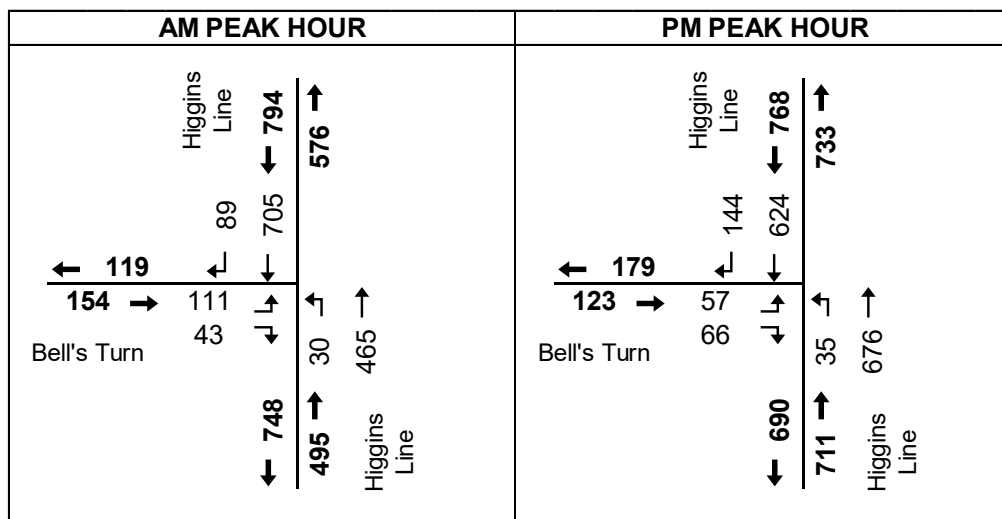 AM PEAK HOUR
PM PEAK HOUR
Higgins
Line
794
576
89
705
119
154
111
43
Bell's Turn
30
465
748
495
Higgins
Line
Higgins
Line
768
733
144
624
179
123
57
66
Bell's Turn
35
676
690
711
Higgins
Line